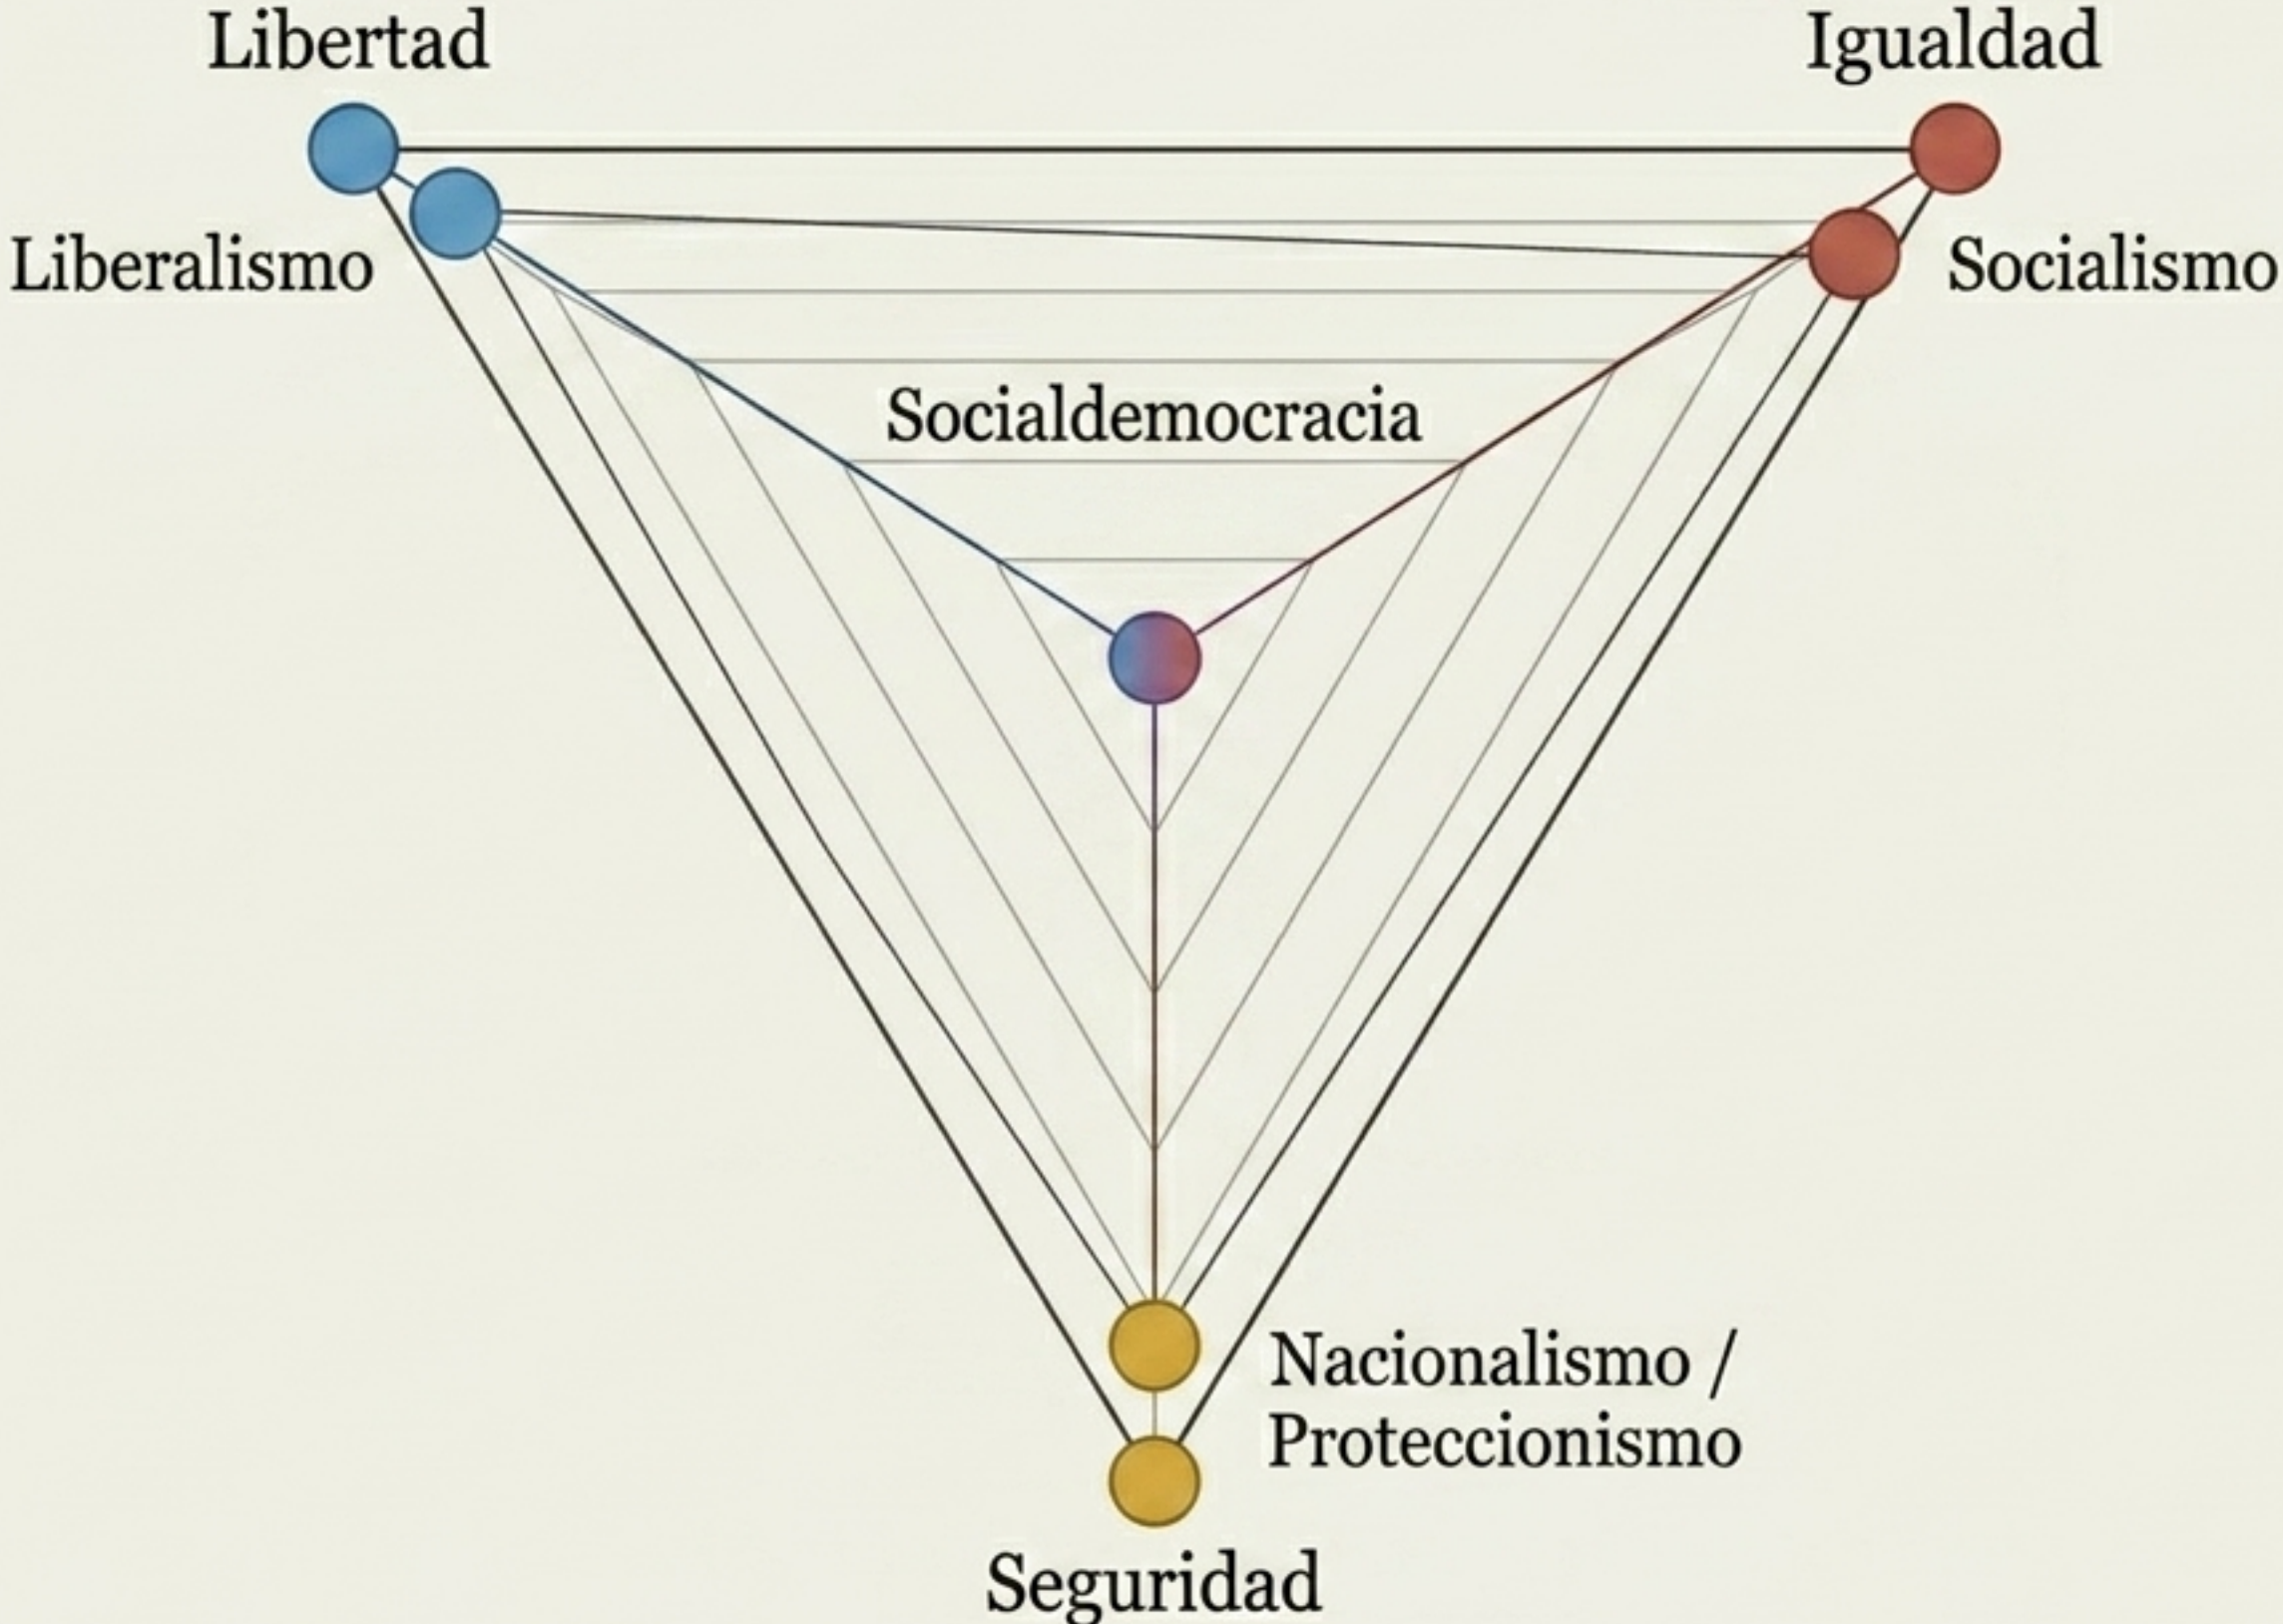 Libertad
Igualdad
Liberalismo
Socialismo
Socialdemocracia
Nacionalismo /
Proteccionismo
Seguridad